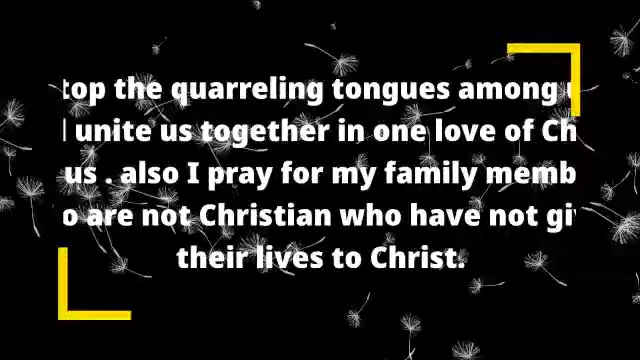 top the quarreling tongues among
unite us together in one love of Ch
us . also I pray for my family memb
o are not Christian who have not gi
their lives to Christ.